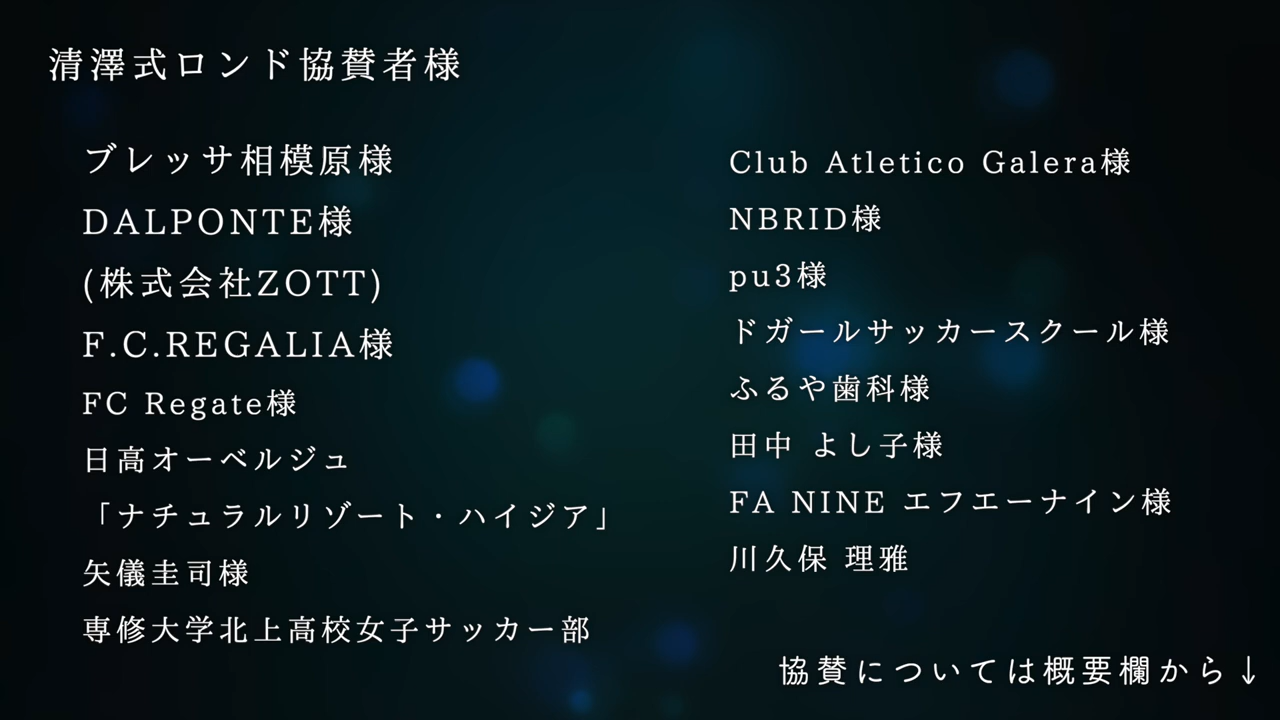 清澤式ロンド協賛者様
ブレッサ相模原様
DALPONTE様
(株式会社ZOTT)
F.C.REGALIA様
FC Regate様
日高オーベルジュ
「ナチュラルリゾート・ハイジア」
矢儀圭司様
専修大学北上高校女子サッカー部
Club Atletico Galera様
NBRID様
pu3様
ドガールサッカースクール様
ふるや歯科様
田中 よし子様
FA NINE エフエーナイン様
川久保 理雅
協賛については概要欄から↓